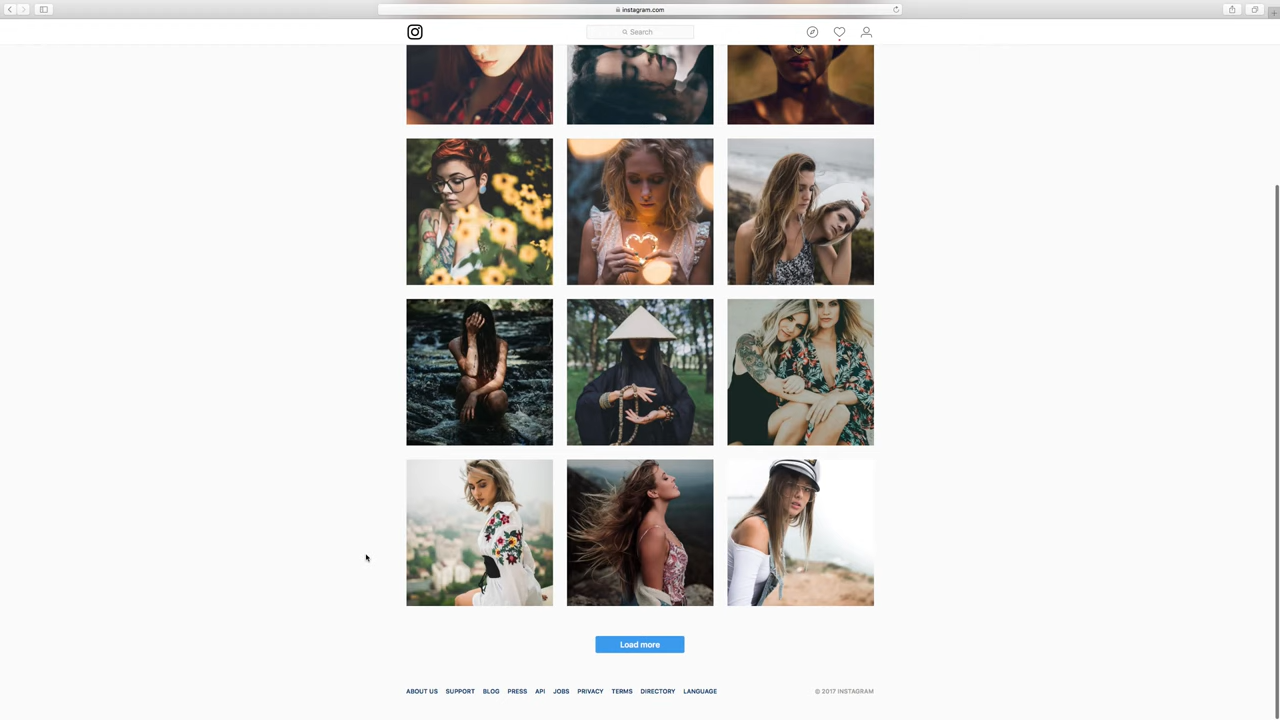 instagram.com
Search
Load more
ABOUT US SUPPORT BLOG PRESS API JOBS PRIVACY TERMS DIRECTORY LANGUAGE © 2017 INSTAGRAM